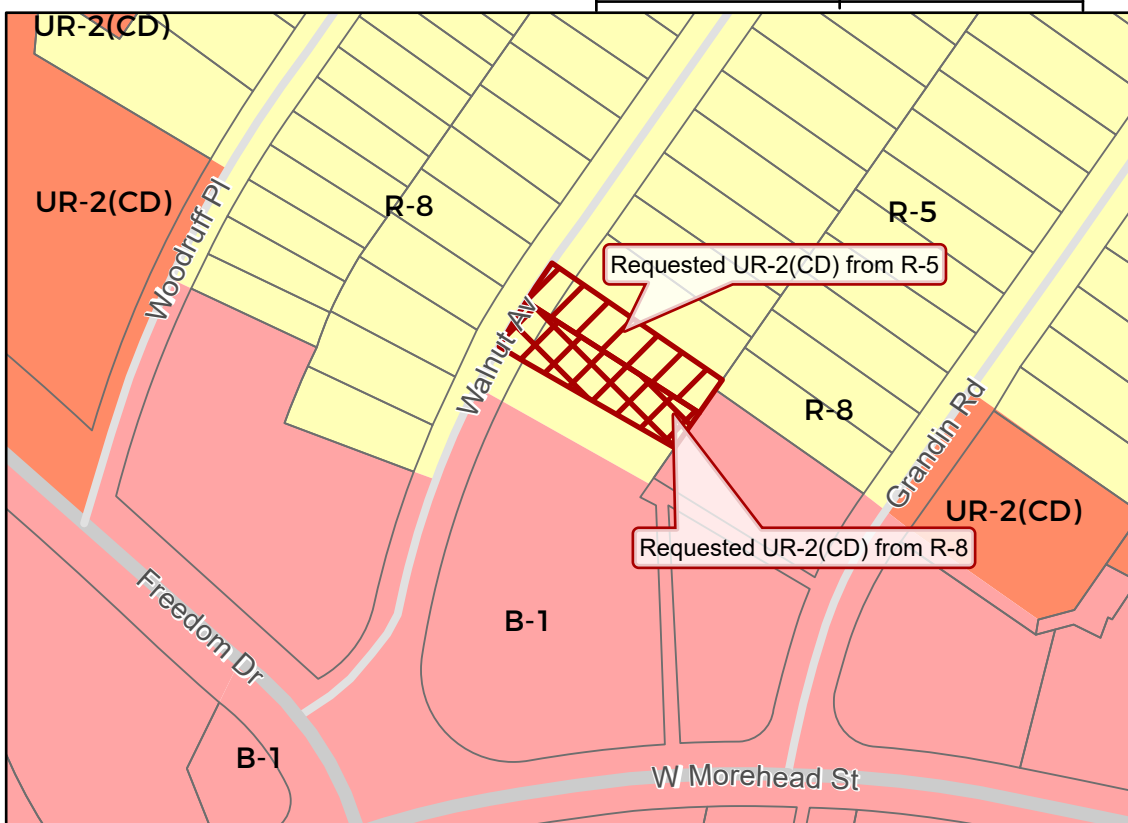 UR-2(CD)
UR-2(CD)
Woodruff Pl
R-8
R-5
Requested UR-2(CD) from R-5
Walnut Av
R-8
Grandin Rd
UR-2(CD)
Requested UR-2(CD) from R-8
Freedom Dr
B-1
B-1
W Morehead St